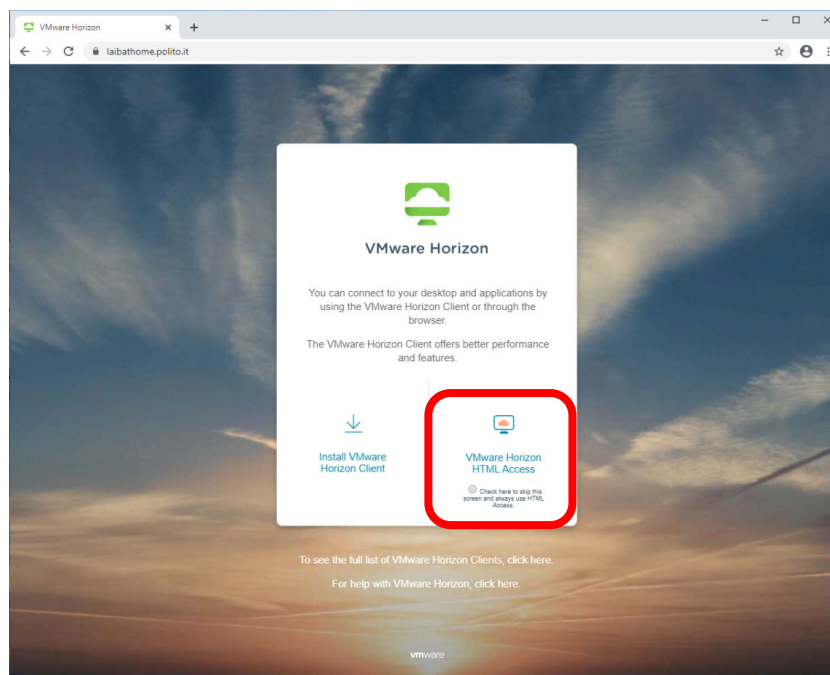 VMware Horizon
laibathome.polito.it
VMware Horizon
You can connect to your desktop and applications by
using the VMware Horizon Client or through the
browser.
The VMware Horizon Client offers better performance
and features.
Install VMware
Horizon Client
VMware Horizon
HTML Access
Check here to skip this
screen and always use HTML
Access.
To see the full list of VMware Horizon Clients, click here.
For help with VMware Horizon, click here.
vmware